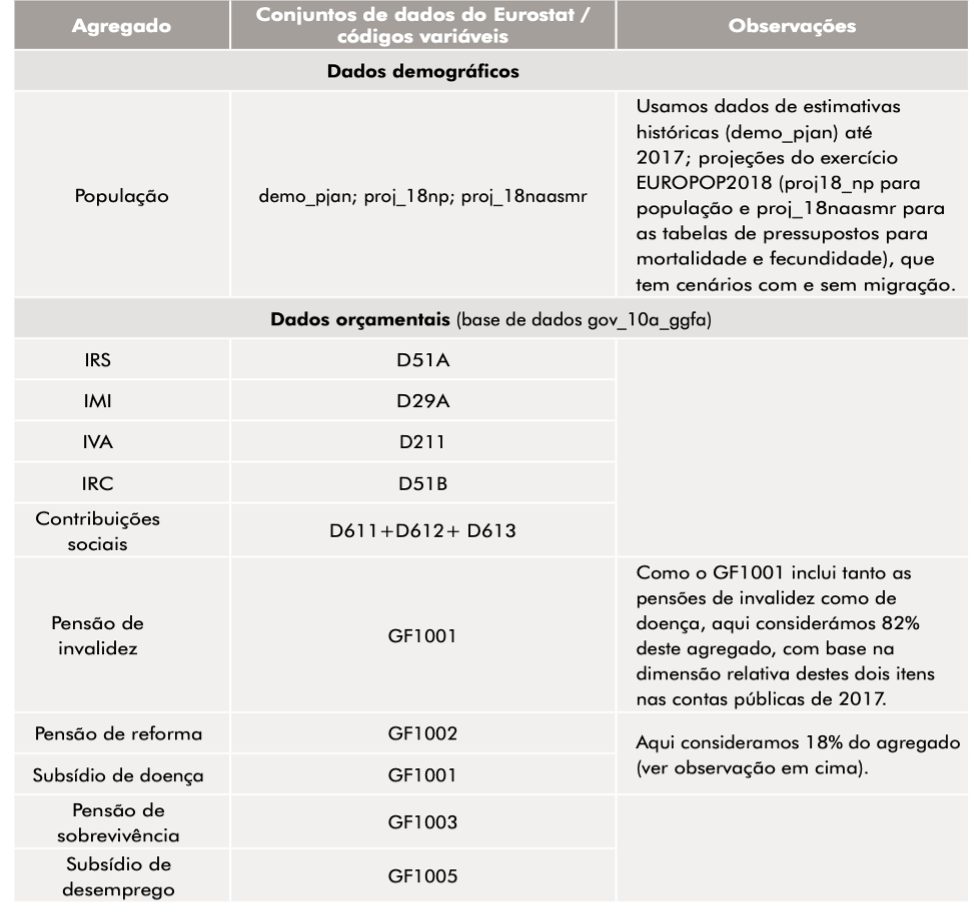 Agregado
Conjuntos de dados do Eurostat /
códigos variáveis
Observações
Dados demográficos
População
demo_pjan; proj_18np; proj_18naasmr
Usamos dados de estimativas
históricas (demo_pjan) até
2017; projeções do exercício
EUROPOP2018 (proj18_np para
população e proj_18naasmr para
as tabelas de pressupostos para
mortalidade e fecundidade), que
tem cenários com e sem migração.
Dados orçamentais (base de dados gov_10a_ggfa)
IRS
D51A
IMI
D29A
IVA
D211
IRC
D51B
Contribuições
sociais
D611+D612+ D613
Pensão de
invalidez
GF1001
Como o GF1001 inclui tanto as
pensões de invalidez como de
doença, aqui considerámos 82%
deste agregado, com base na
dimensão relativa destes dois itens
nas contas públicas de 2017.
Pensão de reforma
GF1002
Subsídio de doença
GF1001
Aqui consideramos 18% do agregado
(ver observação em cima).
Pensão de
sobrevivência
GF1003
Subsídio de
desemprego
GF1005